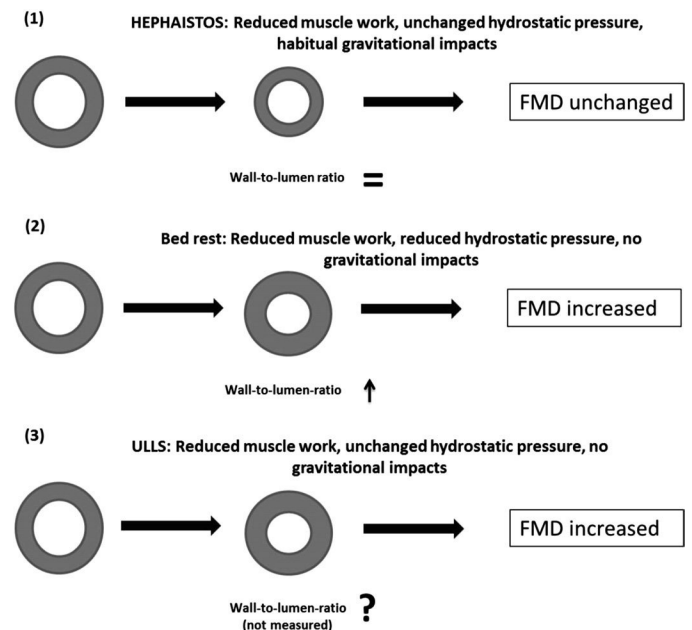 (1)
HEPHAISTOS: Reduced muscle work, unchanged hydrostatic pressure,
habitual gravitational impacts
FMD unchanged
Wall-to-lumen ratio =
(2)
Bed rest: Reduced muscle work, reduced hydrostatic pressure, no
gravitational impacts
FMD increased
Wall-to-lumen-ratio ↑
(3)
ULLS: Reduced muscle work, unchanged hydrostatic pressure, no
gravitational impacts
FMD increased
Wall-to-lumen-ratio ?
(not measured)